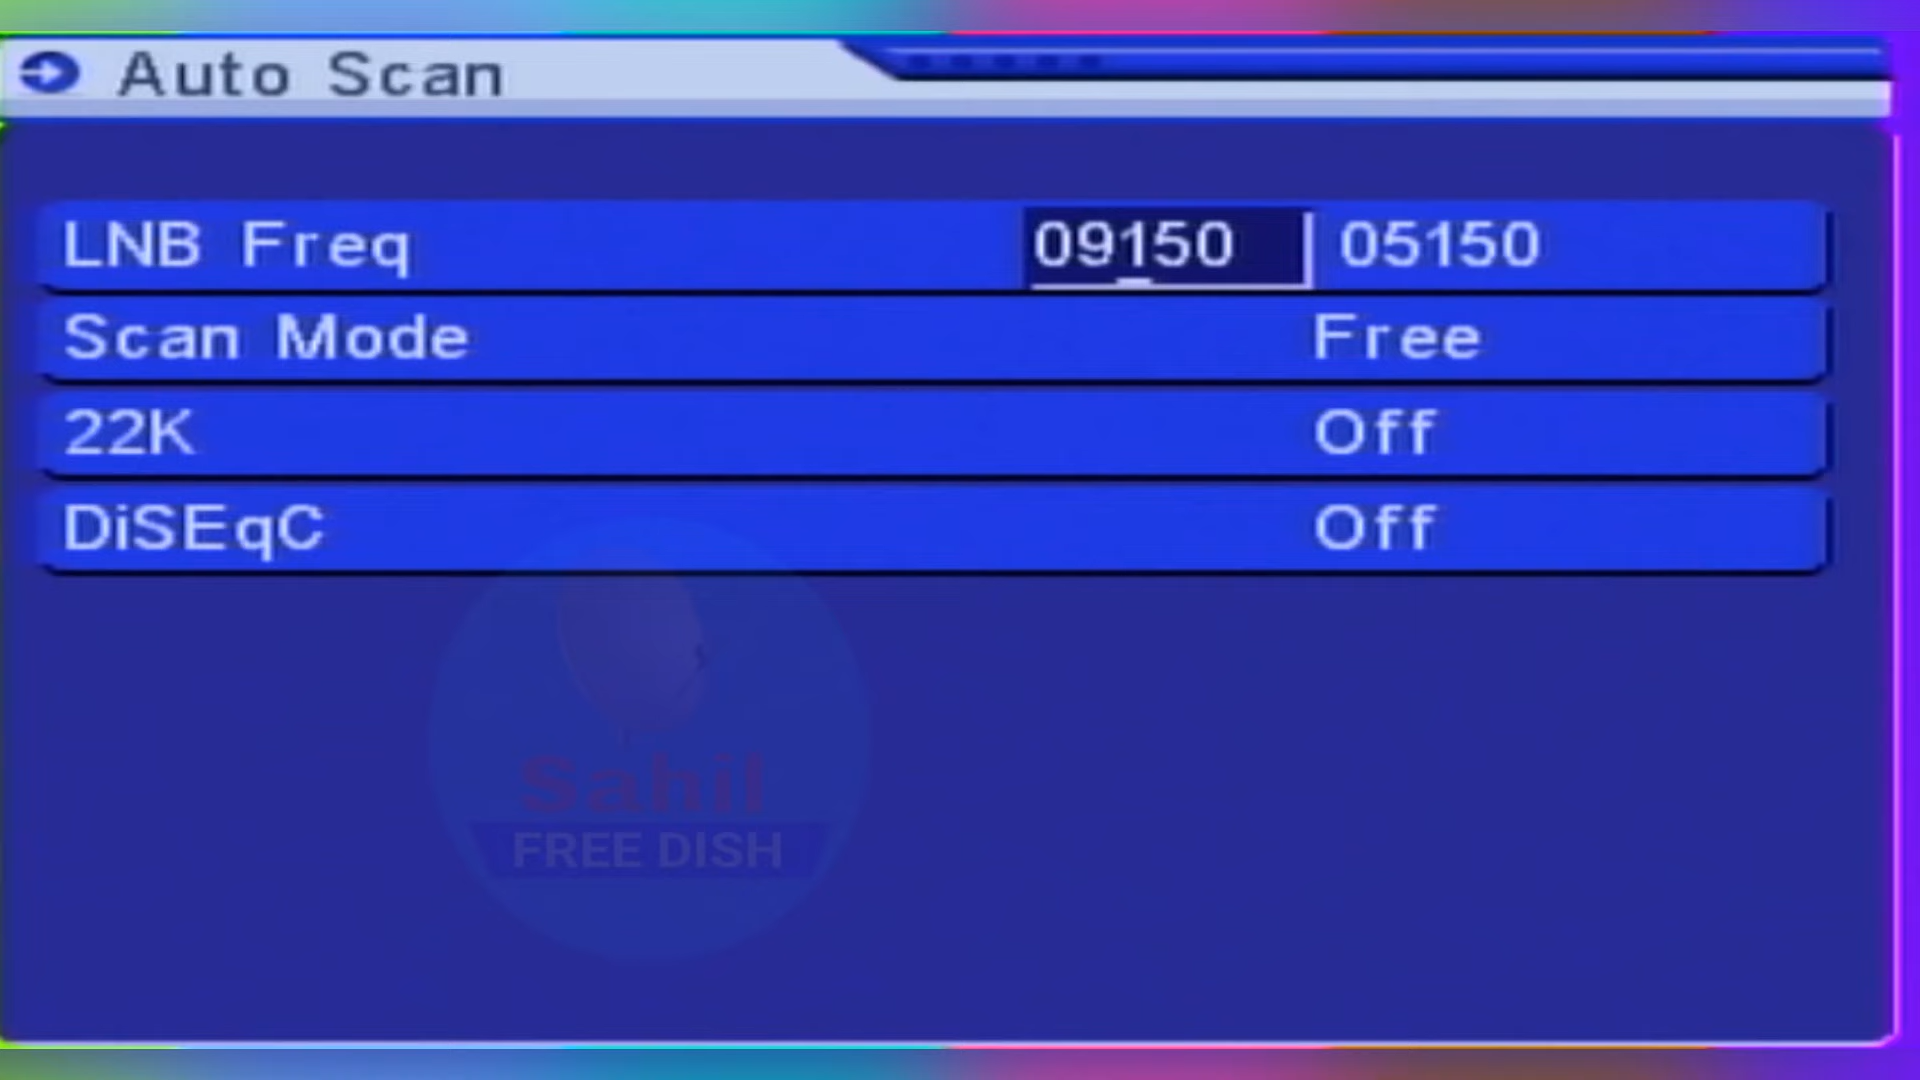 Auto Scan
LNB Freq 09150 05150
Scan Mode Free
22K Off
DiSEqC Off
Sahil
FREE DISH